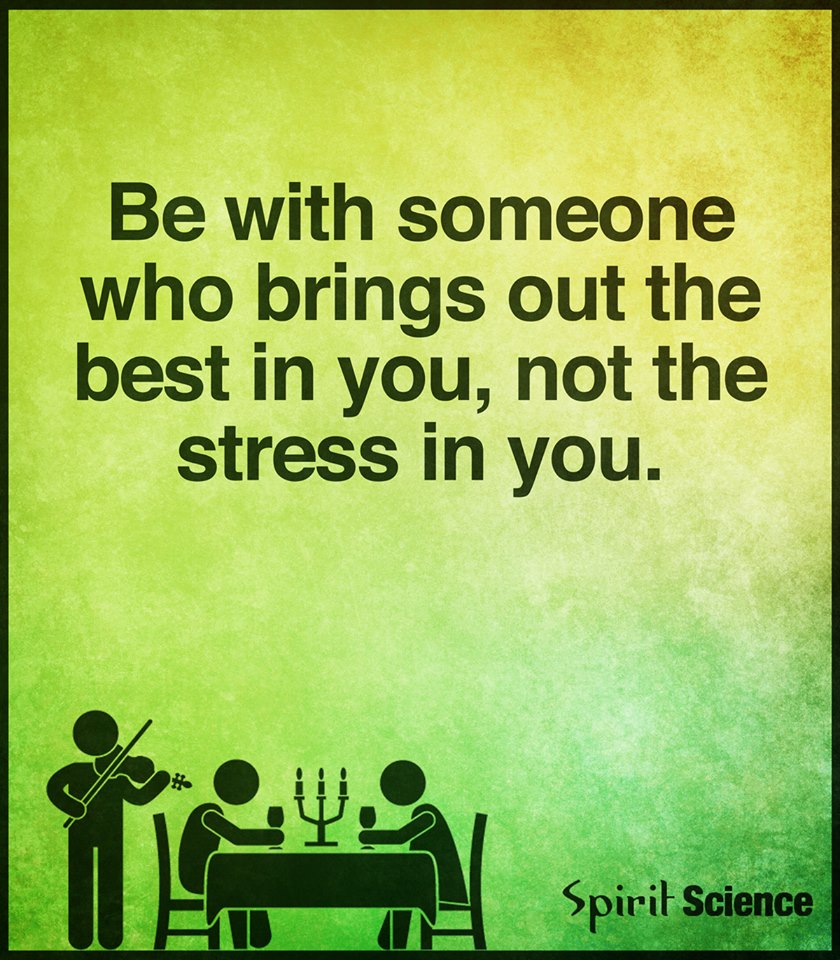 Be with someone
who brings out the
best in you, not the
stress in you.
Spirit Science